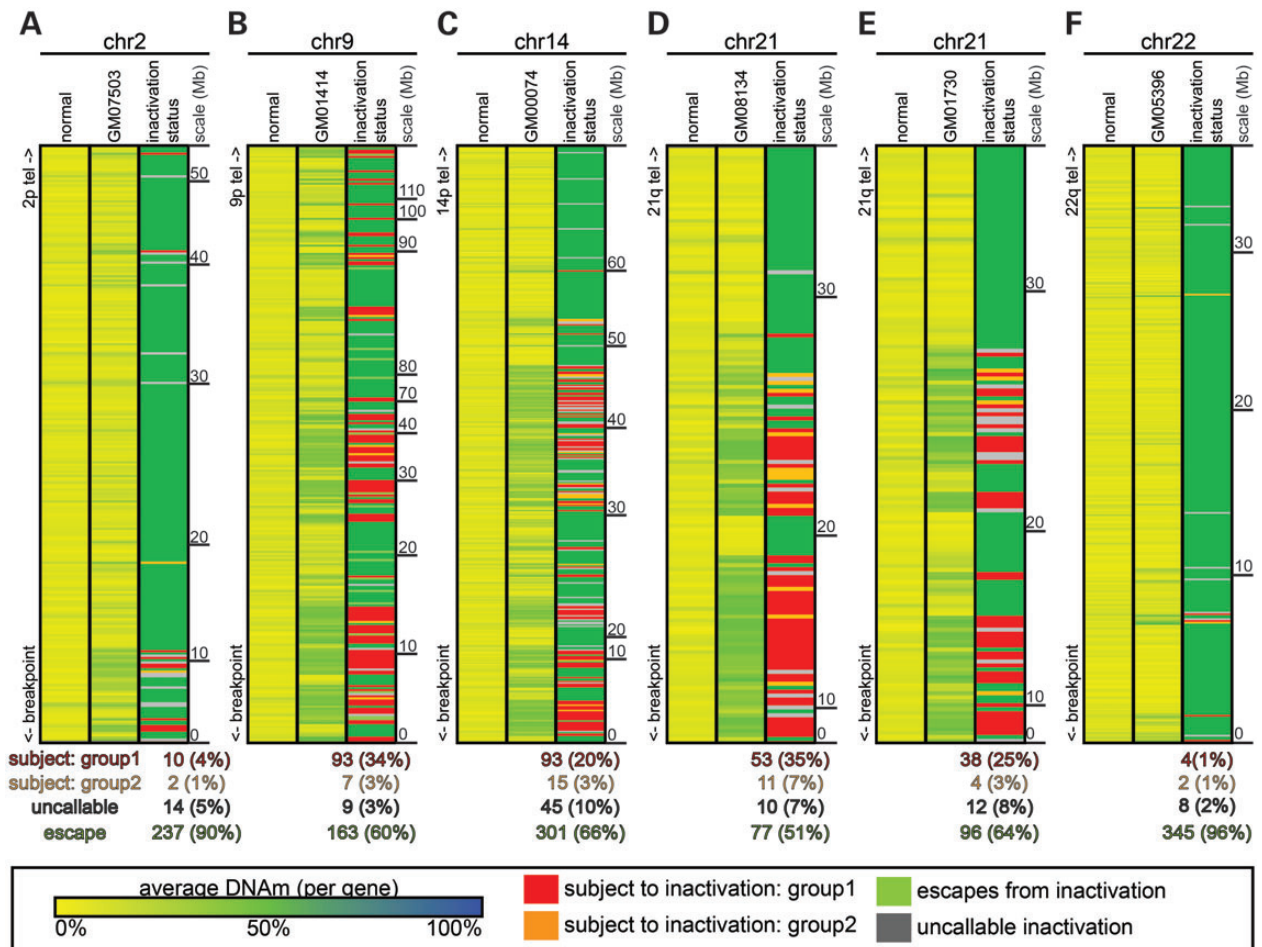 A B C D E F
chr2 chr9 chr14 chr21 chr21 chr22
normal GM07503 inactivation status scale (Mb)
normal GM01414 inactivation status scale (Mb)
normal GM00074 inactivation status scale (Mb)
normal GM08134 inactivation status scale (Mb)
normal GM01730 inactivation status scale (Mb)
normal GM05396 inactivation status scale (Mb)
2p tel ->
<- breakpoint
50
40
30
20
10
0
9p tel ->
<- breakpoint
110
100
90
80
70
40
30
20
10
0
14p tel ->
<- breakpoint
60
50
40
30
20
10
0
21q tel ->
<- breakpoint
30
20
10
0
21q tel ->
<- breakpoint
30
20
10
0
22q tel ->
<- breakpoint
30
20
10
0
subject: group1 10 (4%) 93 (34%) 93 (20%) 53 (35%) 38 (25%) 4(1%)
subject: group2 2 (1%) 7 (3%) 15 (3%) 11 (7%) 4 (3%) 2 (1%)
uncallable 14 (5%) 9 (3%) 45 (10%) 10 (7%) 12 (8%) 8 (2%)
escape 237 (90%) 163 (60%) 301 (66%) 77 (51%) 96 (64%) 345 (96%)
average DNAm (per gene)
0% 50% 100%
subject to inactivation: group1
subject to inactivation: group2
escapes from inactivation
uncallable inactivation